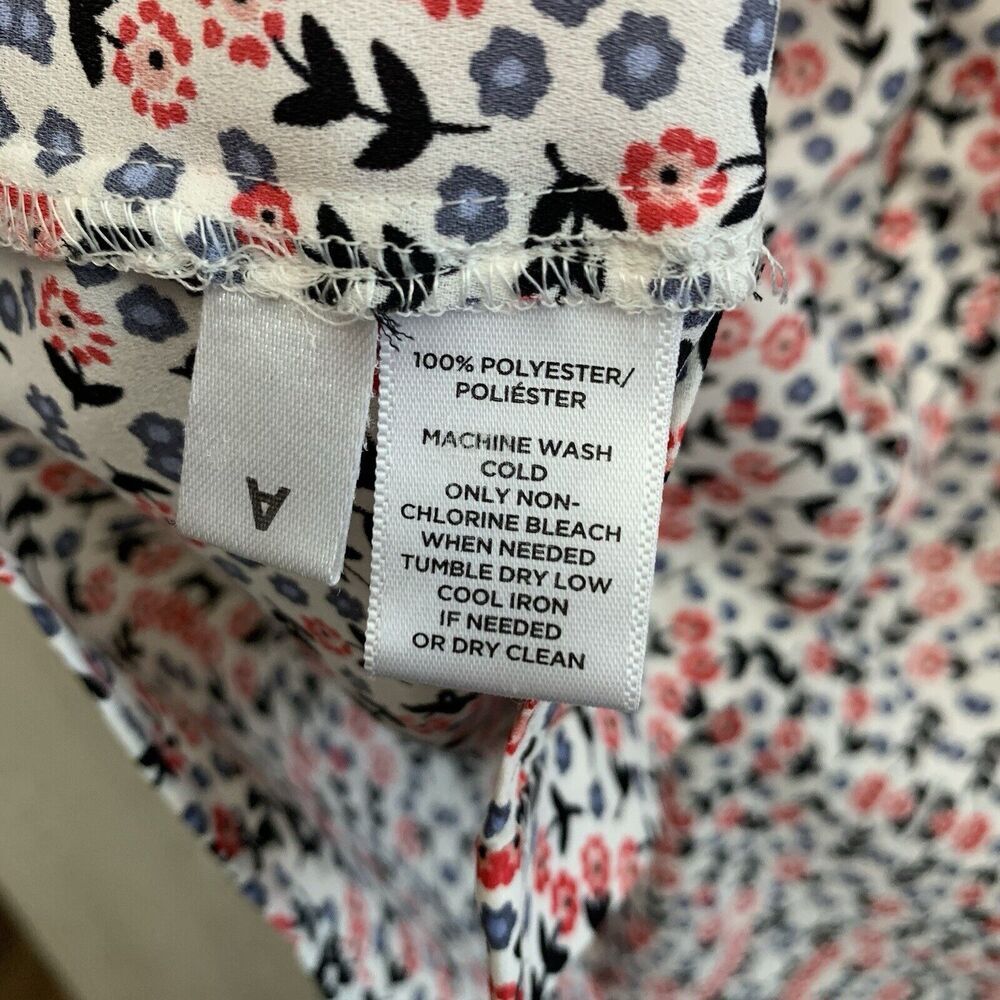 100% POLYESTER/
POLIÉSTER
MACHINE WASH
COLD
ONLY NON-
CHLORINE BLEACH
WHEN NEEDED
TUMBLE DRY LOW
COOL IRON
IF NEEDED
OR DRY CLEAN
A